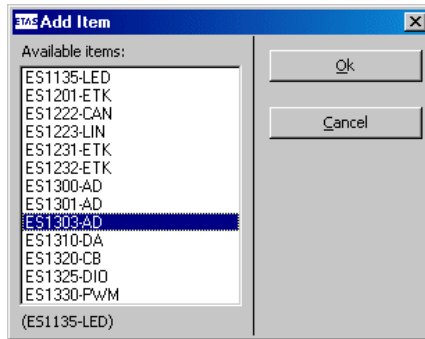 ETAS Add Item
Available items:
ES1135-LED
ES1201-ETK
ES1222-CAN
ES1223-LIN
ES1231-ETK
ES1232-ETK
ES1300-AD
ES1301-AD
ES1303-AD
ES1310-DA
ES1320-CB
ES1325-DIO
ES1330-PWM
(ES1135-LED)
Ok
Cancel